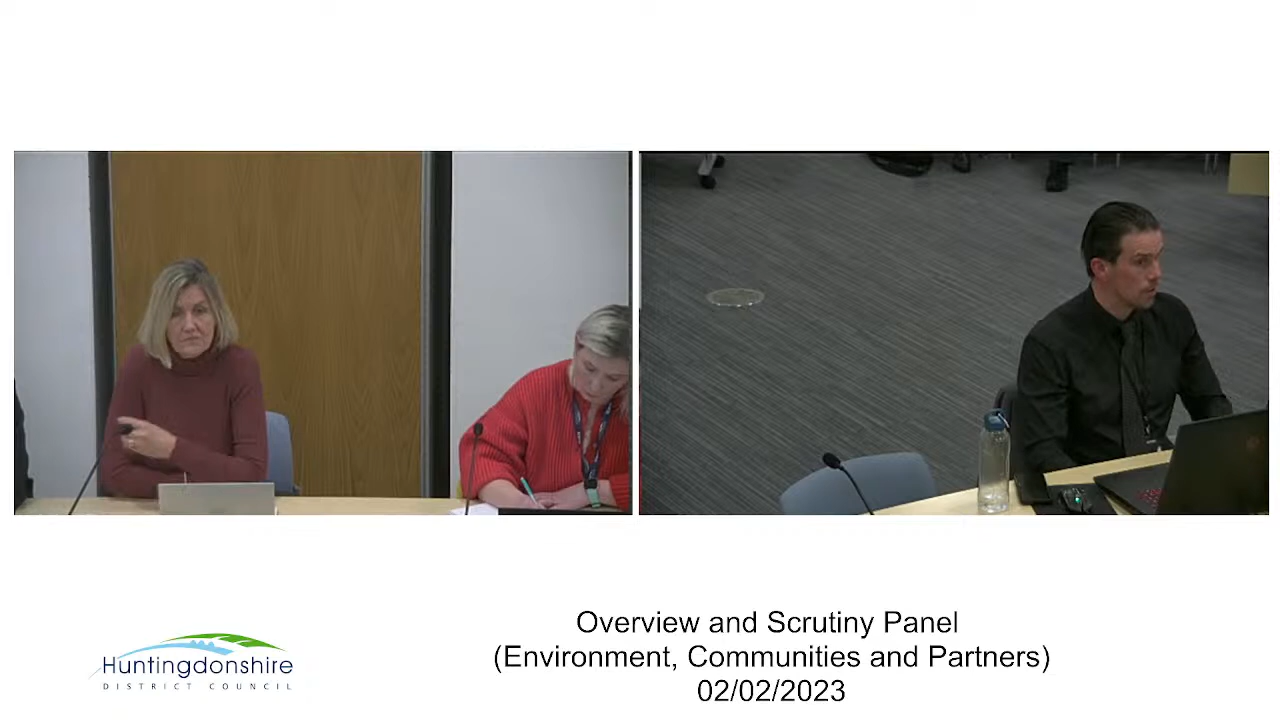 Huntingdonshire
DISTRICT COUNCIL
Overview and Scrutiny Panel
(Environment, Communities and Partners)
02/02/2023